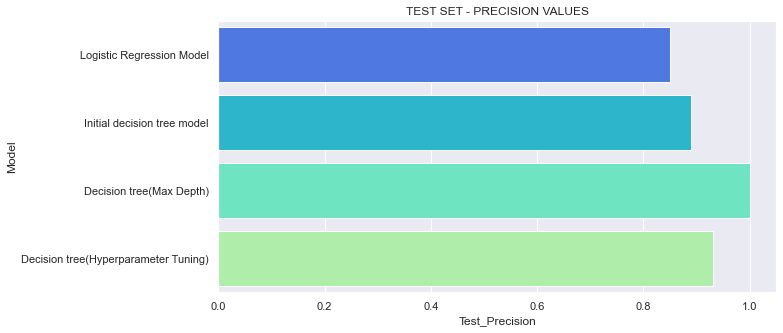 TEST SET - PRECISION VALUES
Logistic Regression Model
Initial decision tree model
Decision tree(Max Depth)
Decision tree(Hyperparameter Tuning)
Model
0.0 0.2 0.4 0.6 0.8 1.0
Test_Precision